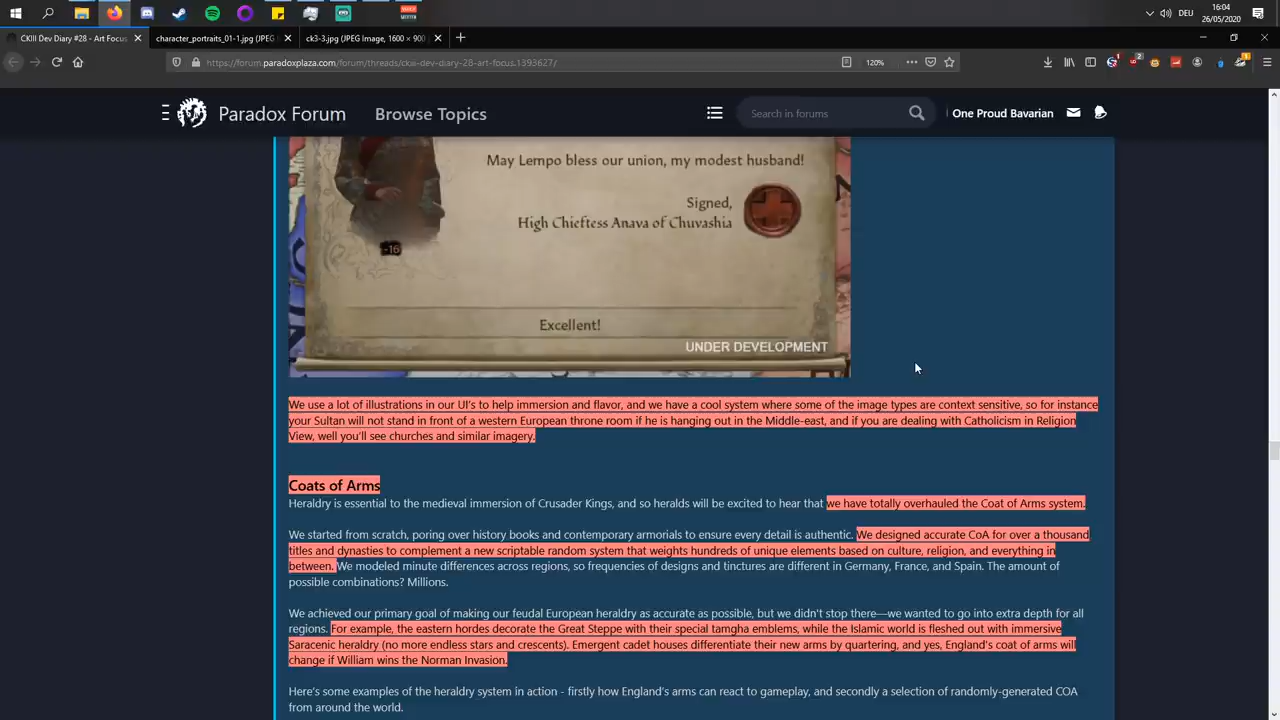 16:04
DEU
26/05/2020
CKIII Dev Diary #28 - Art Focus
character_portraits_01-1.jpg (JPEG I
ck3-3.jpg (JPEG Image, 1600 × 900
https://forum.paradoxplaza.com/forum/threads/ckiii-dev-diary-28-art-focus.1393627/
120%
Paradox Forum
Browse Topics
Search in forums
One Proud Bavarian
May Lempo bless our union, my modest husband!
Signed,
High Chieftess Anava of Chuvashia
-16
Excellent!
UNDER DEVELOPMENT
We use a lot of illustrations in our UI's to help immersion and flavor, and we have a cool system where some of the image types are context sensitive, so for instance
your Sultan will not stand in front of a western European throne room if he is hanging out in the Middle-east, and if you are dealing with Catholicism in Religion
View, well you'll see churches and similar imagery.
Coats of Arms
Heraldry is essential to the medieval immersion of Crusader Kings, and so heralds will be excited to hear that we have totally overhauled the Coat of Arms system.
We started from scratch, poring over history books and contemporary armorials to ensure every detail is authentic. We designed accurate CoA for over a thousand
titles and dynasties to complement a new scriptable random system that weights hundreds of unique elements based on culture, religion, and everything in
between. We modeled minute differences across regions, so frequencies of designs and tinctures are different in Germany, France, and Spain. The amount of
possible combinations? Millions.
We achieved our primary goal of making our feudal European heraldry as accurate as possible, but we didn't stop there—we wanted to go into extra depth for all
regions. For example, the eastern hordes decorate the Great Steppe with their special tamgha emblems, while the Islamic world is fleshed out with immersive
Saracenic heraldry (no more endless stars and crescents). Emergent cadet houses differentiate their new arms by quartering, and yes, England's coat of arms will
change if William wins the Norman Invasion.
Here's some examples of the heraldry system in action - firstly how England's arms can react to gameplay, and secondly a selection of randomly-generated COA
from around the world.